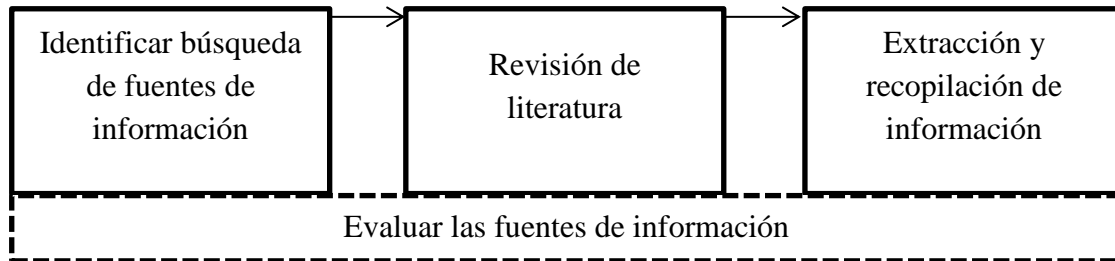 Identificar búsqueda
de fuentes de
información
Revisión de
literatura
Extracción y
recopilación de
información
Evaluar las fuentes de información